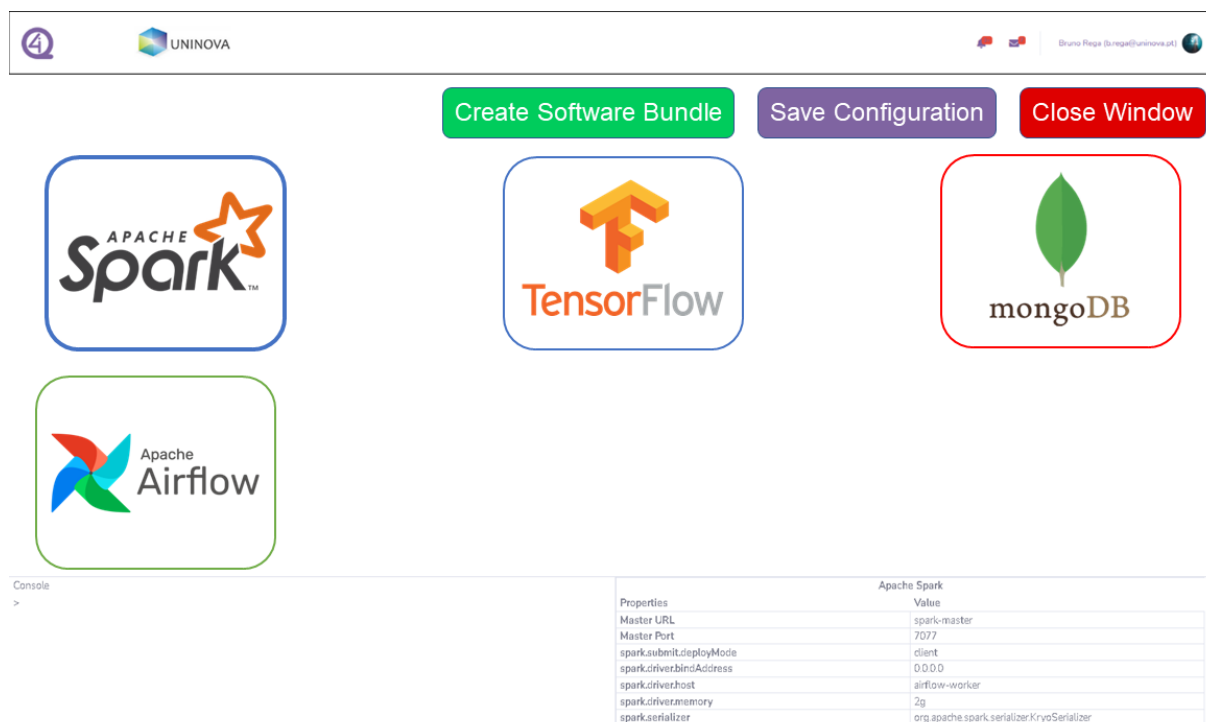 UNINOVA
Bruno Rega (b.rega@uninova.pt)
Create Software Bundle
Save Configuration
Close Window
APACHE
Spark™
TensorFlow
mongoDB
Apache
Airflow
Console
>
Apache Spark
Properties Value
Master URL spark-master
Master Port 7077
spark.submit.deployMode client
spark.driver.bindAddress 0.0.0.0
spark.driver.host airflow-worker
spark.driver.memory 2g
spark.serializer org.apache.spark.serializer.KryoSerializer